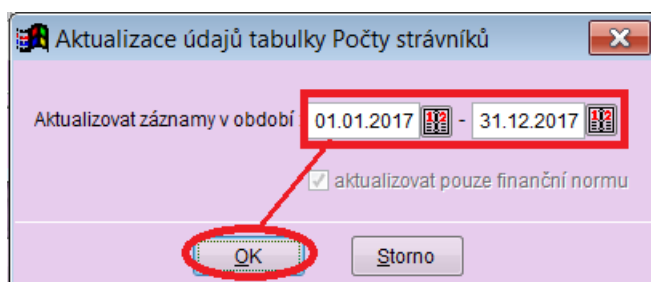 Aktualizace údajů tabulky Počty strávníků
Aktualizovat záznamy v období : 01.01.2017 - 31.12.2017
aktualizovat pouze finanční normu
OK Storno